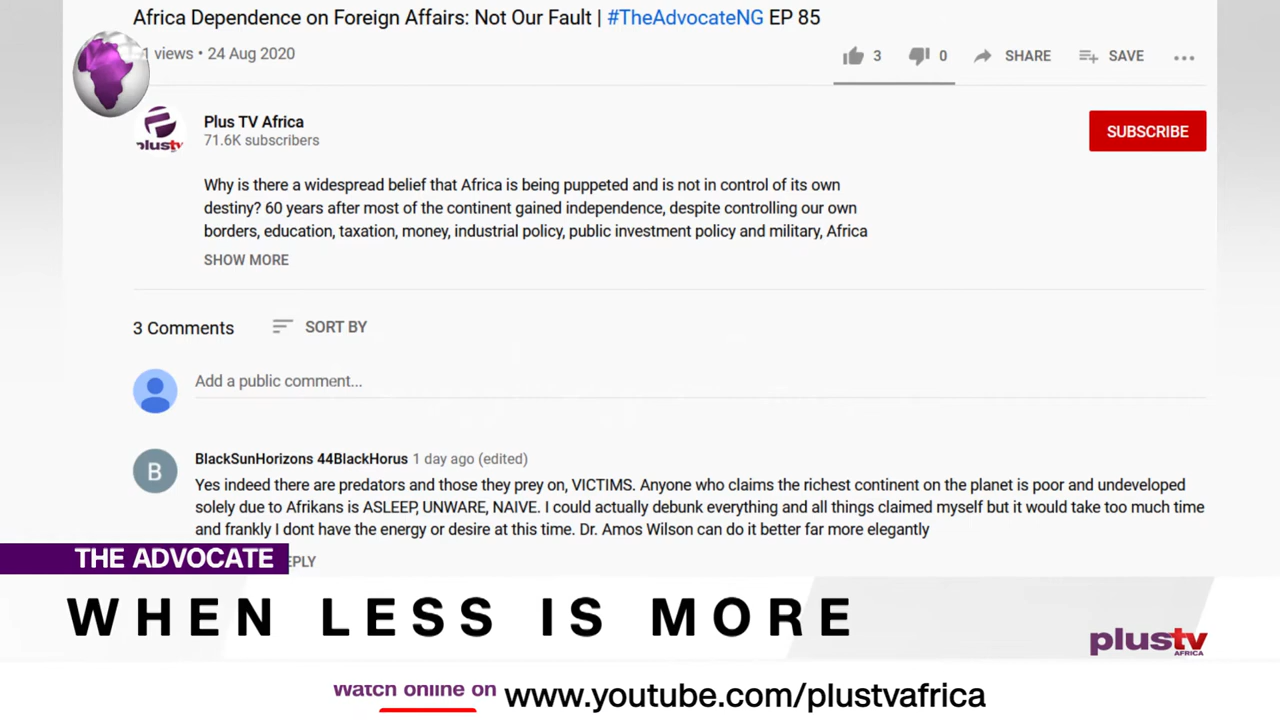 Africa Dependence on Foreign Affairs: Not Our Fault | #TheAdvocateNG EP 85
1 views • 24 Aug 2020
3
0
SHARE
SAVE
Plus TV Africa
71.6K subscribers
plustv
SUBSCRIBE
Why is there a widespread belief that Africa is being puppeted and is not in control of its own
destiny? 60 years after most of the continent gained independence, despite controlling our own
borders, education, taxation, money, industrial policy, public investment policy and military, Africa
SHOW MORE
3 Comments
SORT BY
Add a public comment...
B
BlackSunHorizons 44BlackHorus 1 day ago (edited)
Yes indeed there are predators and those they prey on, VICTIMS. Anyone who claims the richest continent on the planet is poor and undeveloped
solely due to Afrikans is ASLEEP, UNWARE, NAIVE. I could actually debunk everything and all things claimed myself but it would take too much time
and frankly I dont have the energy or desire at this time. Dr. Amos Wilson can do it better far more elegantly
THE ADVOCATE
EPLY
WHEN LESS IS MORE
plustv
AFRICA
Watch online on www.youtube.com/plustvafrica